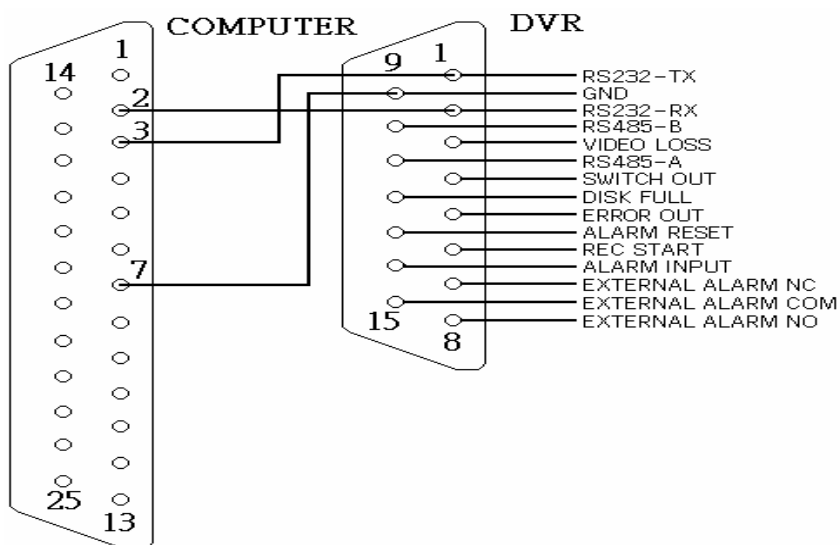 COMPUTER
DVR
1
14
2
3
7
25
13
9
1
15
8
RS232-TX
GND
RS232-RX
RS485-B
VIDEO LOSS
RS485-A
SWITCH OUT
DISK FULL
ERROR OUT
ALARM RESET
REC START
ALARM INPUT
EXTERNAL ALARM NC
EXTERNAL ALARM COM
EXTERNAL ALARM NO